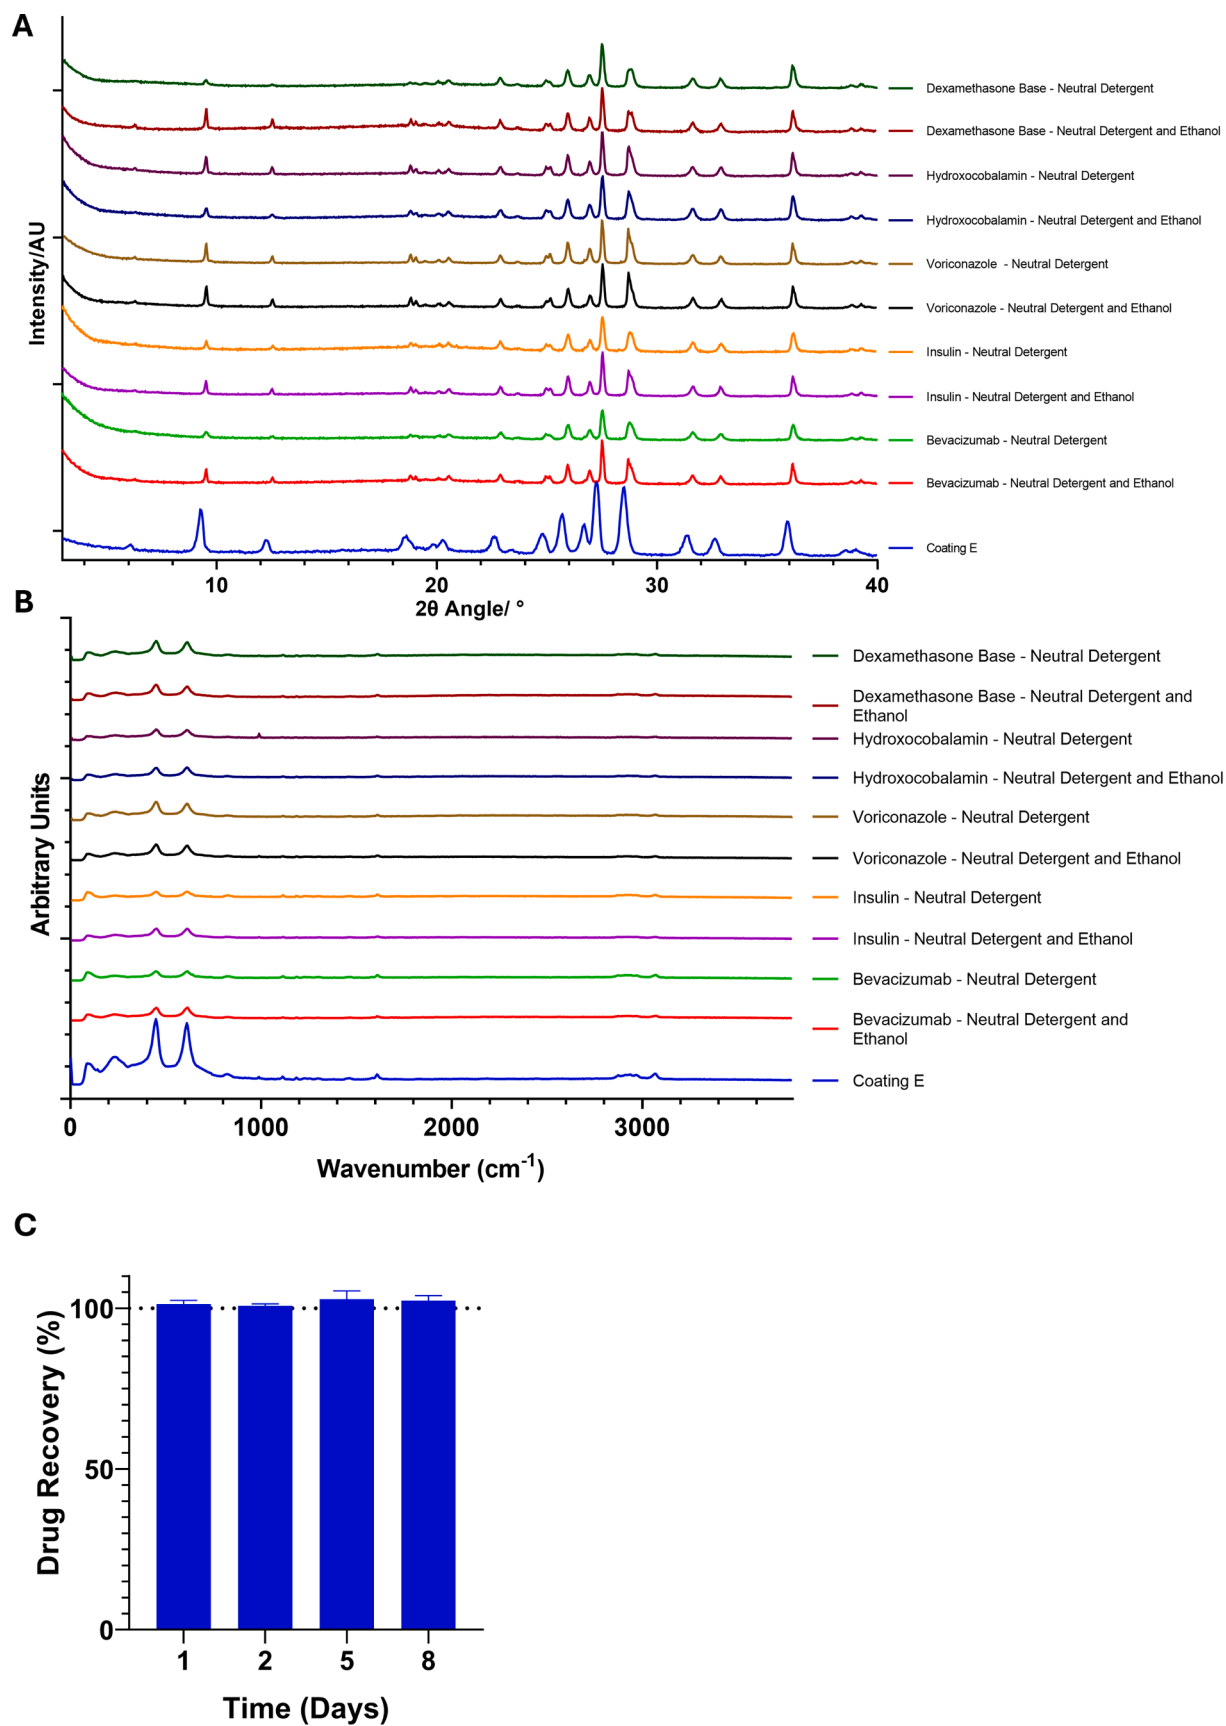 A
Intensity/AU
Dexamethasone Base - Neutral Detergent
Dexamethasone Base - Neutral Detergent and Ethanol
Hydroxocobalamin - Neutral Detergent
Hydroxocobalamin - Neutral Detergent and Ethanol
Voriconazole - Neutral Detergent
Voriconazole - Neutral Detergent and Ethanol
Insulin - Neutral Detergent
Insulin - Neutral Detergent and Ethanol
Bevacizumab - Neutral Detergent
Bevacizumab - Neutral Detergent and Ethanol
Coating E
10 20 30 40
2θ Angle/ °
B
Arbitrary Units
Dexamethasone Base - Neutral Detergent
Dexamethasone Base - Neutral Detergent and
Ethanol
Hydroxocobalamin - Neutral Detergent
Hydroxocobalamin - Neutral Detergent and Ethanol
Voriconazole - Neutral Detergent
Voriconazole - Neutral Detergent and Ethanol
Insulin - Neutral Detergent
Insulin - Neutral Detergent and Ethanol
Bevacizumab - Neutral Detergent
Bevacizumab - Neutral Detergent and
Ethanol
Coating E
0 1000 2000 3000
Wavenumber (cm⁻¹)
C
Drug Recovery (%)
100
50
0
1 2 5 8
Time (Days)